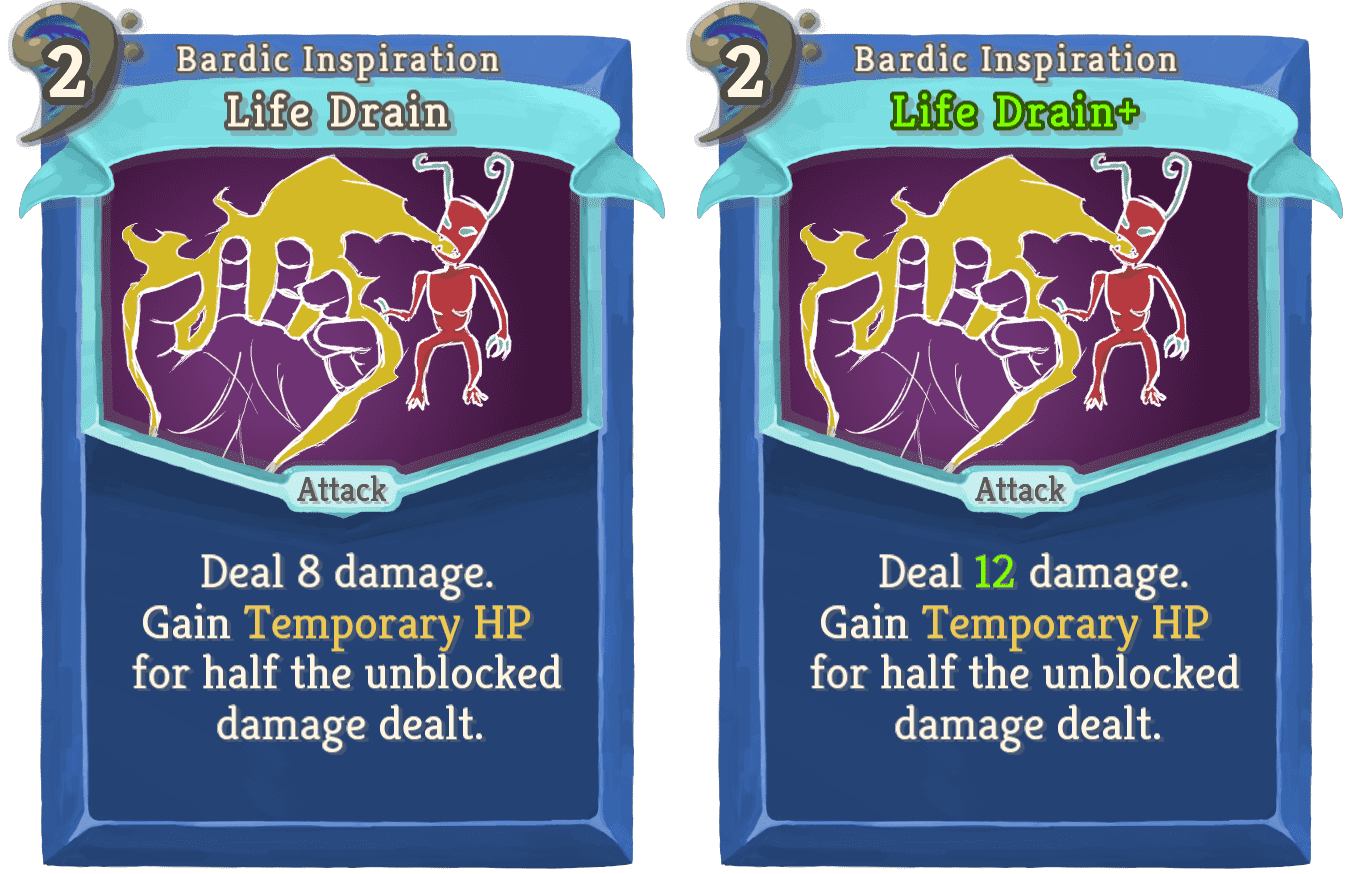 2
Bardic Inspiration
Life Drain
Attack
Deal 8 damage.
Gain Temporary HP
for half the unblocked
damage dealt.
2
Bardic Inspiration
Life Drain+
Attack
Deal 12 damage.
Gain Temporary HP
for half the unblocked
damage dealt.